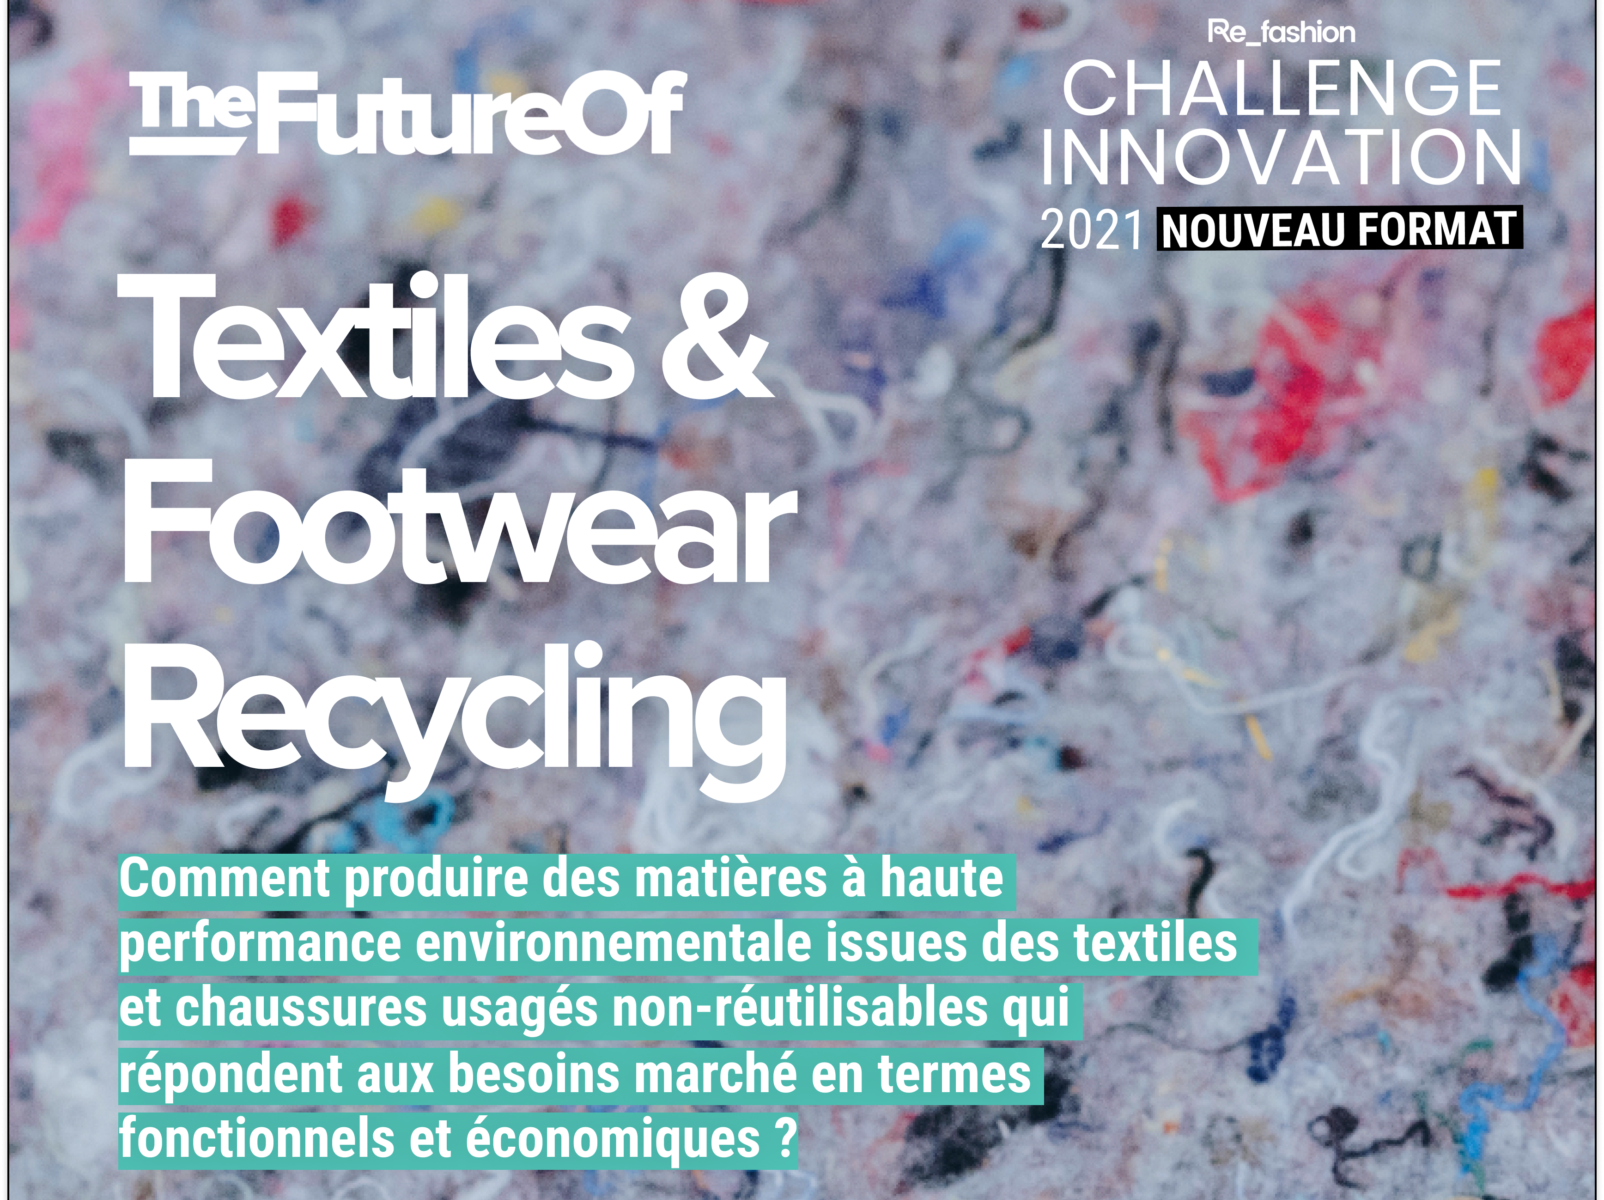 TheFutureOf
Re_fashion
CHALLENGE
INNOVATION
2021 NOUVEAU FORMAT
Textiles &
Footwear
Recycling
Comment produire des matières à haute
performance environnementale issues des textiles
et chaussures usagés non-réutilisables qui
répondent aux besoins marché en termes
fonctionnels et économiques ?